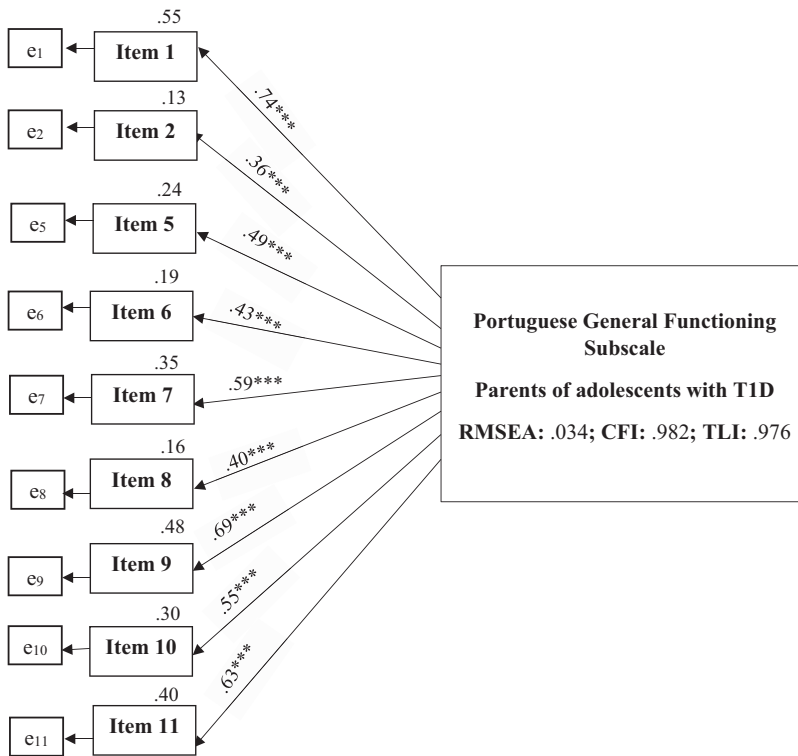 .55
e1
Item 1
.74***
.13
e2
Item 2
.36***
.24
e5
Item 5
.49***
.19
e6
Item 6
.43***
.35
e7
Item 7
.59***
.16
e8
Item 8
.40***
.48
e9
Item 9
.69***
.30
e10
Item 10
.55***
.40
e11
Item 11
.63***
Portuguese General Functioning
Subscale
Parents of adolescents with T1D
RMSEA: .034; CFI: .982; TLI: .976